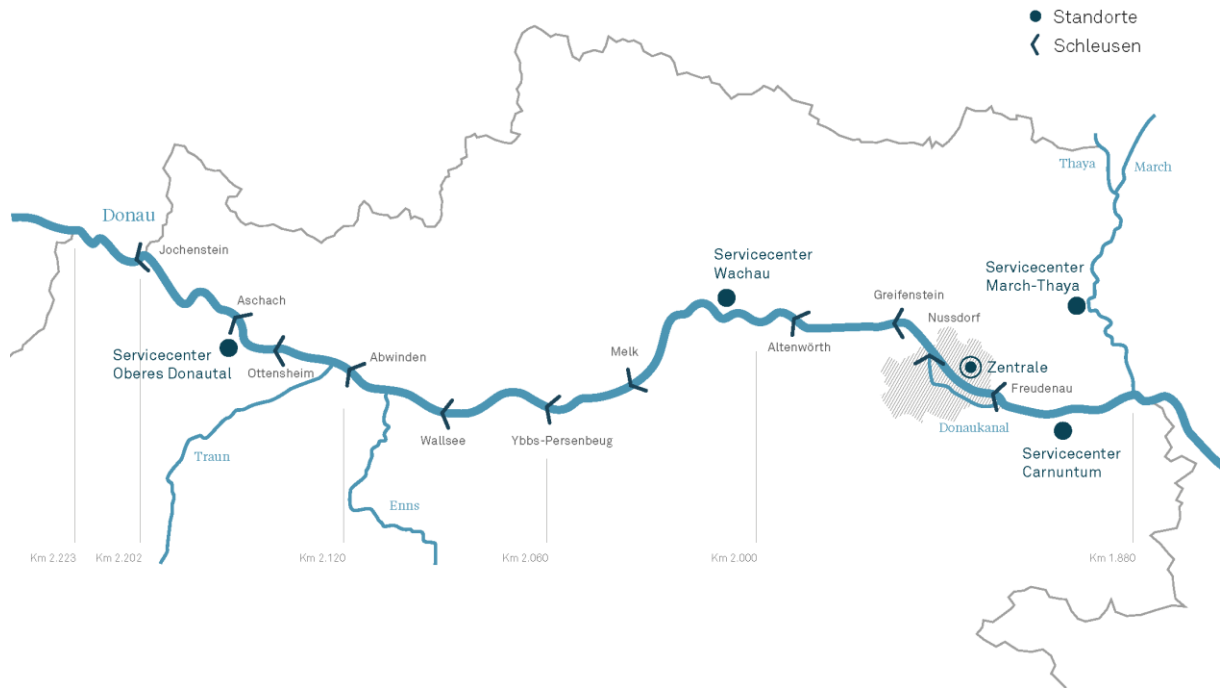 Standorte
Schleusen
Thaya
March
Donau
Jochenstein
Servicecenter
Wachau
Servicecenter
March-Thaya
Aschach
Greifenstein
Nussdorf
Servicecenter
Oberes Donautal
Ottensheim
Abwinden
Melk
Altenwörth
Zentrale
Freudenau
Wallsee
Ybbs-Persenbeug
Donaukanal
Servicecenter
Carnuntum
Traun
Enns
Km 2.223
Km 2.202
Km 2.120
Km 2.060
Km 2.000
Km 1.880